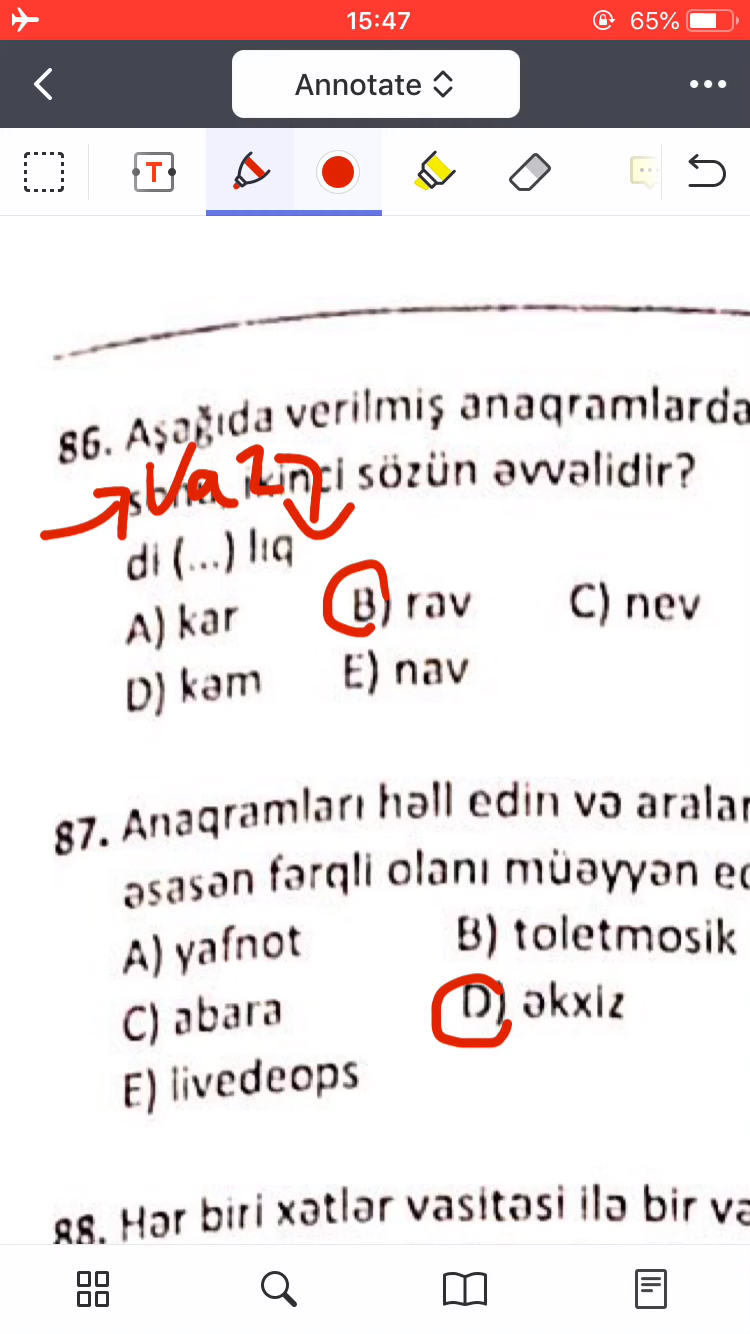 15:47
65%
Annotate
T
86. Aşağıda verilmiş anaqramlarda
ikinci sözün əvvəlidir?
di (...) lıq
A) kar B) rav C) nev
D) kəm E) nav
87. Anaqramları həll edin və aralar
əsasən fərqli olanı müəyyən ed
A) yafnot B) toletmosik
C) abara D) əkxiz
E) livedeops
88. Hər biri xətlər vasitəsi ilə bir və